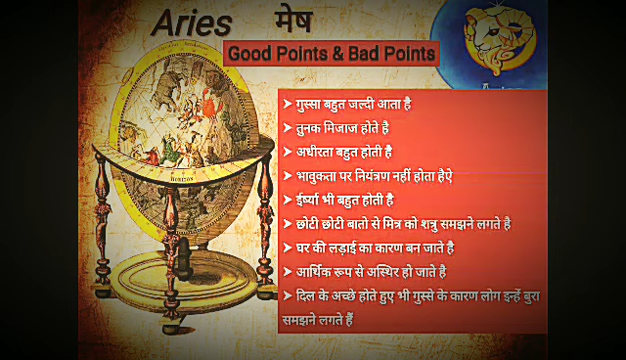 Aries मेष
Good Points & Bad Points
➤ गुस्सा बहुत जल्दी आता है
➤ तुनक मिजाज होते है
➤ अधीरता बहुत होती है
➤ भावुकता पर नियंत्रण नहीं होता हैऐ
➤ ईर्ष्या भी बहुत होती है
➤ छोटी छोटी बातो से मित्र को शत्रु समझने लगते है
➤ घर की लड़ाई का कारण बन जाते है
➤ आर्थिक रूप से अस्थिर हो जाते है
➤ दिल के अच्छे होते हुए भी गुस्से के कारण लोग इन्हें बुरा
समझने लगते हैं